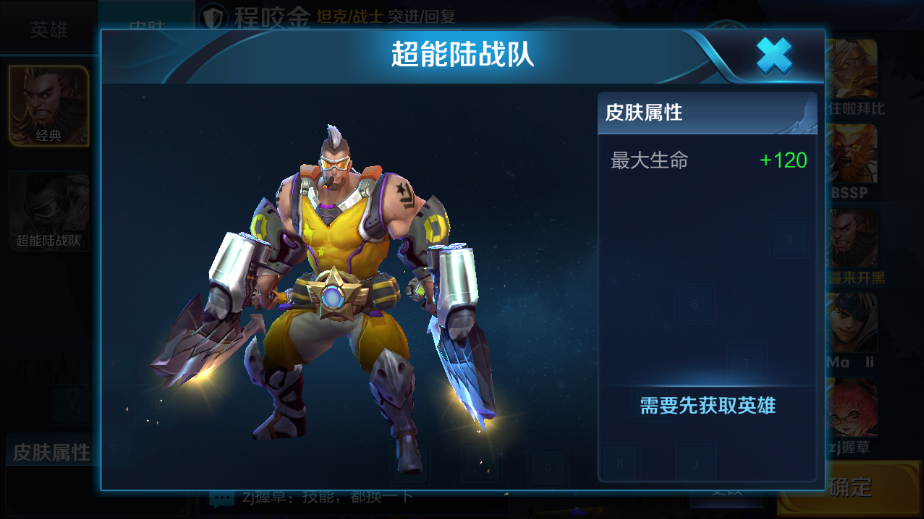 英雄
皮肤
程咬金 坦克/战士 突进/回复
超能陆战队
经典
超能陆战队
皮肤属性
最大生命 +120
需要先获取英雄
住啦拜比
BSSP
来开黑
Ma li
zj握草
皮肤属性
zj握草：技能，都换一下
确定